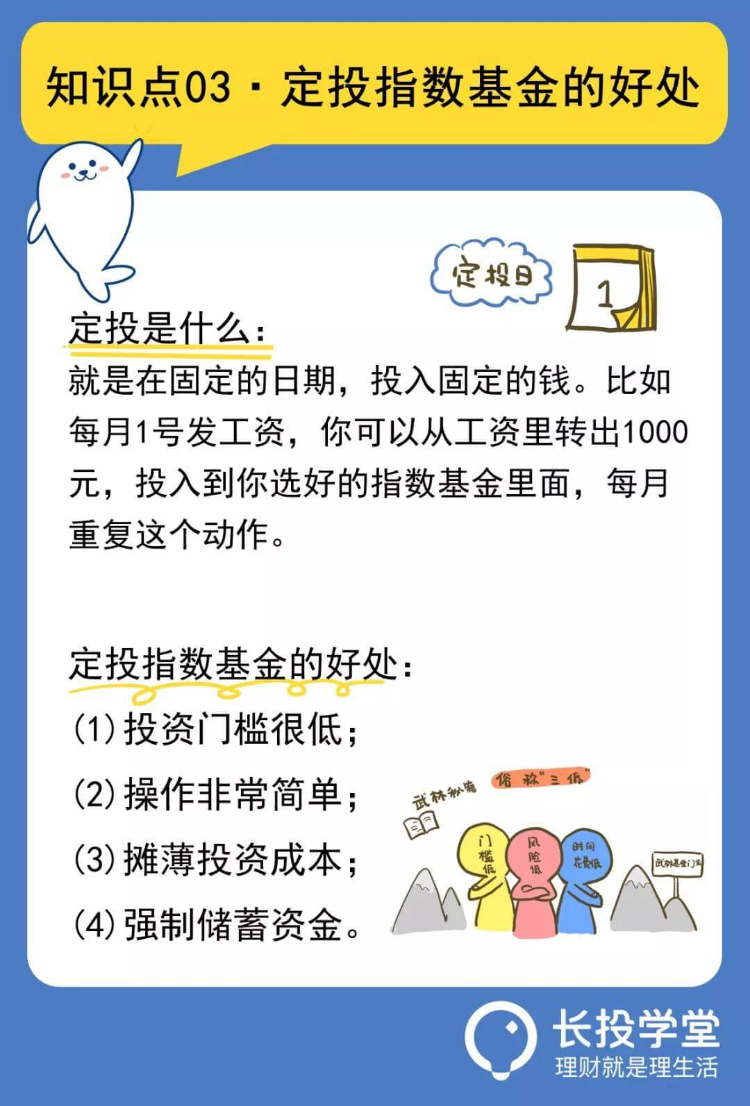 知识点03·定投指数基金的好处
定投日
1
定投是什么：
就是在固定的日期，投入固定的钱。比如
每月1号发工资，你可以从工资里转出1000
元，投入到你选好的指数基金里面，每月
重复这个动作。
定投指数基金的好处：
(1)投资门槛很低；
(2)操作非常简单；
(3)摊薄投资成本；
(4)强制储蓄资金。
俗称“三低”
武林秘籍
门槛低
风险低
时间
花费低
长投学堂
理财就是理生活